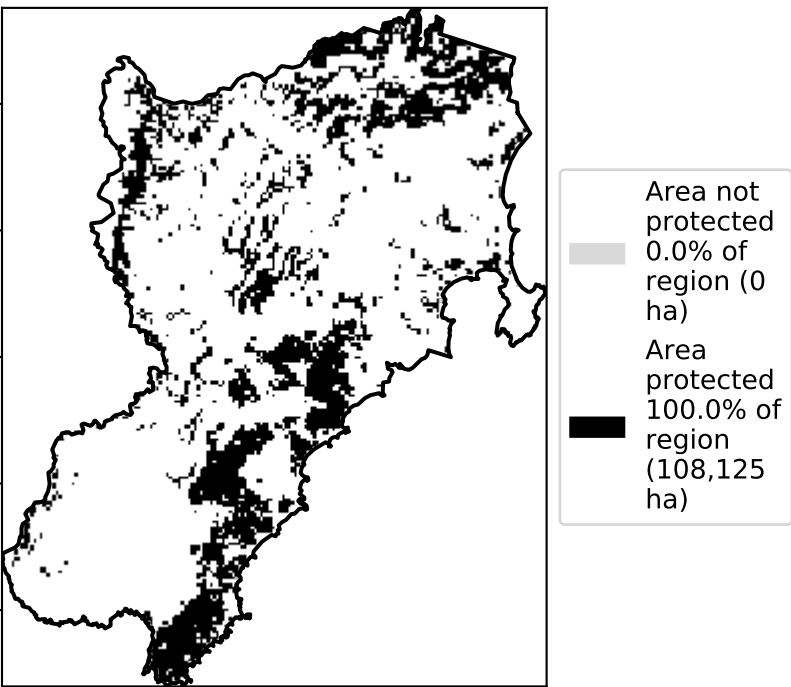 Area not
protected
0.0% of
region (0
ha)
Area
protected
100.0% of
region
(108,125
ha)